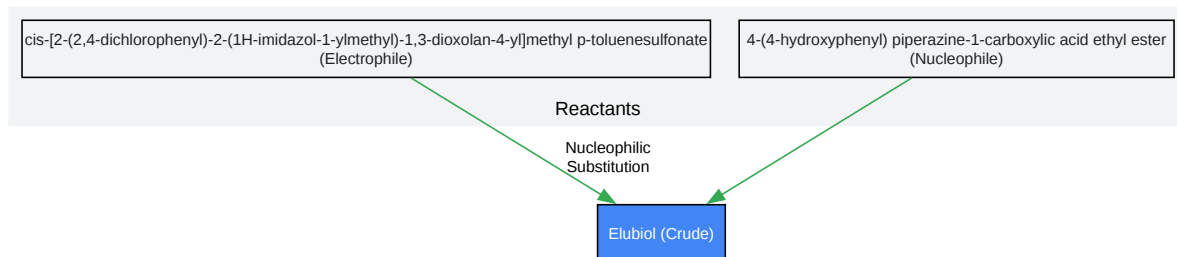 cis-[2-(2,4-dichlorophenyl)-2-(1H-imidazol-1-ylmethyl)-1,3-dioxolan-4-yl]methyl p-toluenesulfonate
(Electrophile)
4-(4-hydroxyphenyl) piperazine-1-carboxylic acid ethyl ester
(Nucleophile)
Reactants
Nucleophilic
Substitution
Elubiol (Crude)